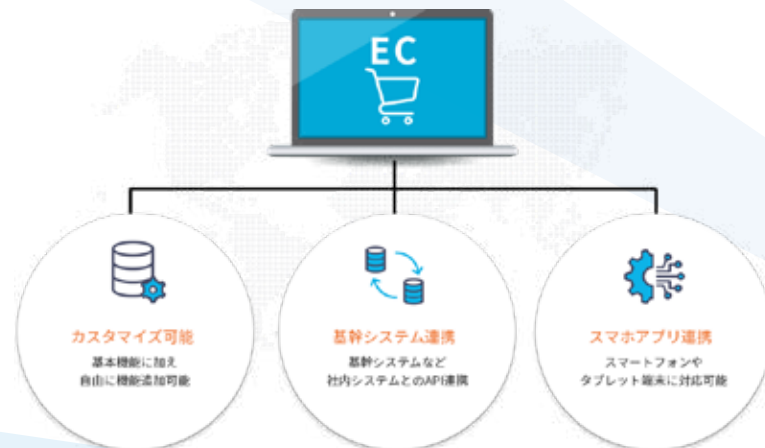 EC
カスタマイズ可能
基本機能に加え
自由に機能追加可能
基幹システム連携
基幹システムなど
社内システムとのAPI連携
スマホアプリ連携
スマートフォンや
タブレット端末に対応可能